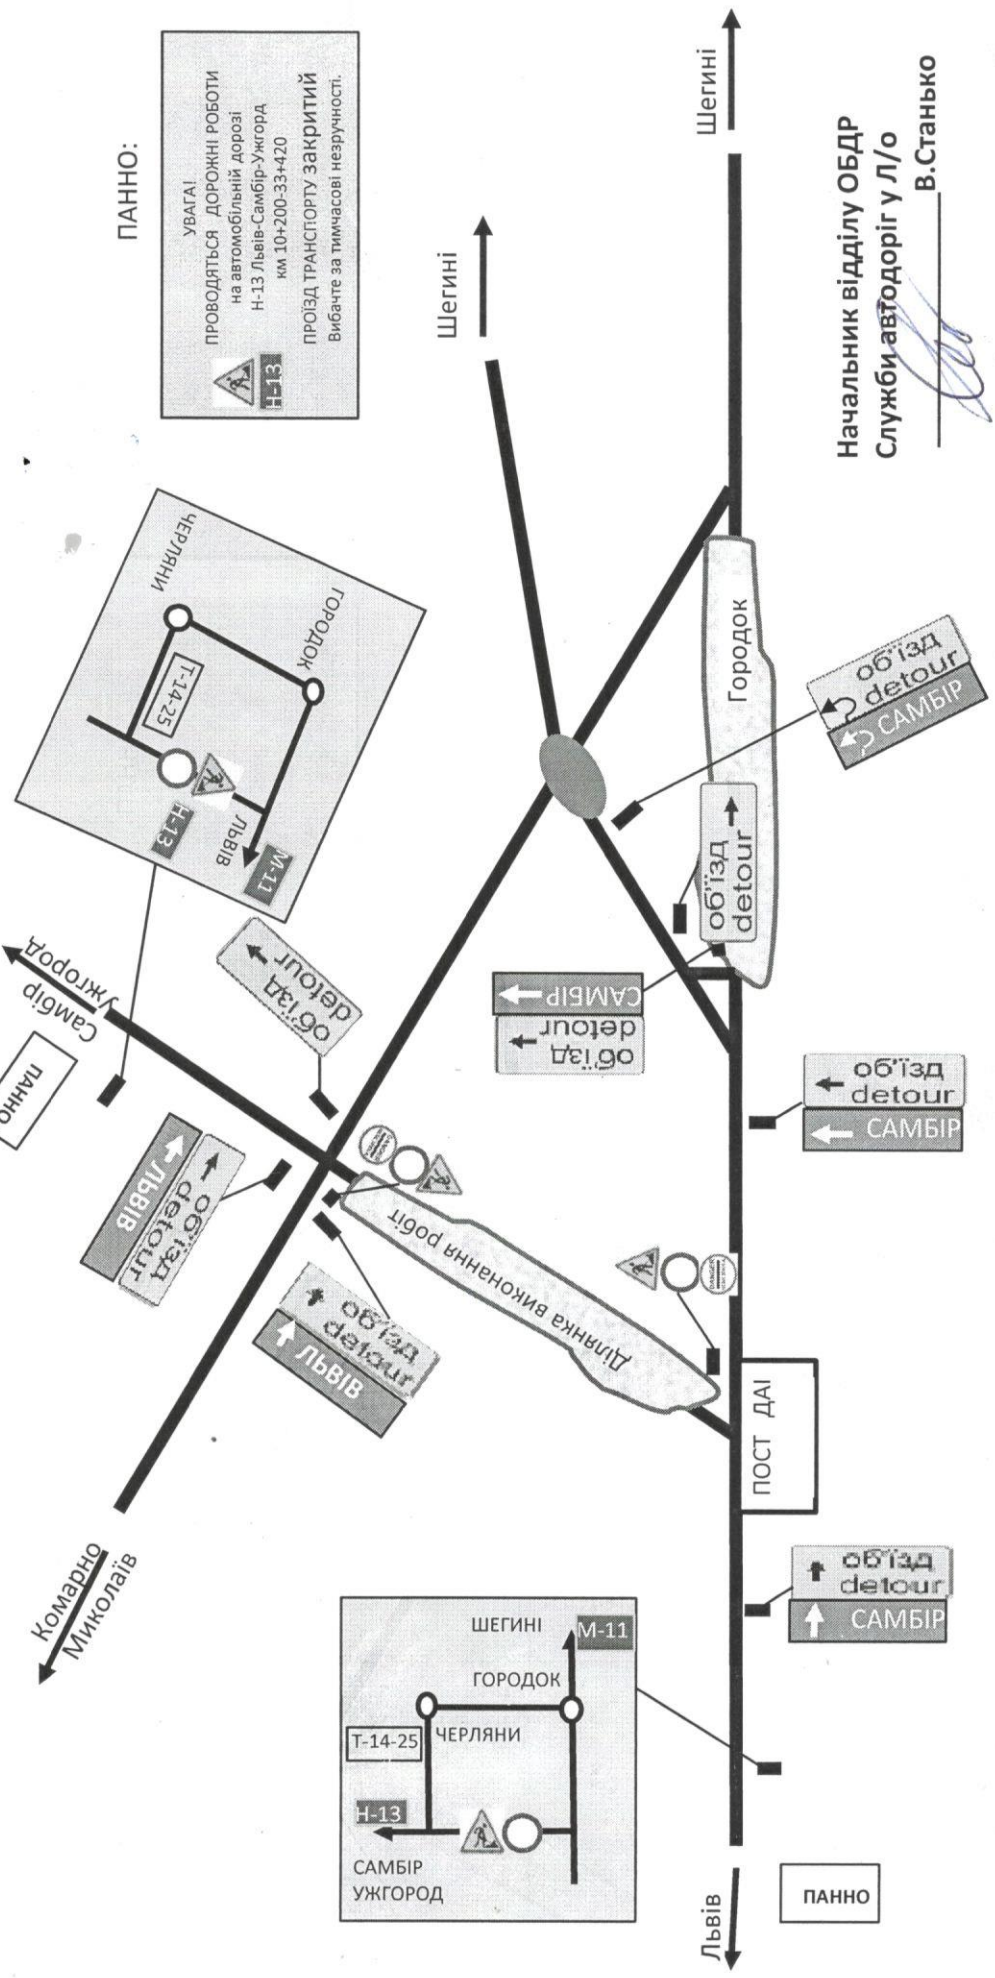 ПАННО:
УВАГА!
ПРОВОДЯТЬСЯ ДОРОЖНІ РОБОТИ
на автомобільній дорозі
Н-13 Львів-Самбір-Ужгорд
км 10+200-33+420
ПРОЇЗД ТРАНСПОРТУ закритий
Вибачте за тимчасові незручності.
Н-13
Шегині
Шегині
Начальник відділу ОБДР
Служби автодоріг у Л/о
В.Станько
ЧЕРЛЯНИ
ГОРОДОК
Т-14-25
Н-13
ЛЬВІВ
М-11
Самбір
Ужгород
ПАННО
об'їзд
detour
ЛЬВІВ
об'їзд
detour
ЛЬВІВ
об'їзд
detour
Ділянка виконання робіт
САМБІР
об'їзд
detour
об'їзд
detour
Городок
об'їзд
detour
САМБІР
об'їзд
detour
САМБІР
DANGER
ПОСТ ДАІ
об'їзд
detour
САМБІР
Комарно
Миколаїв
ШЕГИНІ
М-11
ГОРОДОК
Т-14-25
ЧЕРЛЯНИ
Н-13
САМБІР
УЖГОРОД
Львів
ПАННО